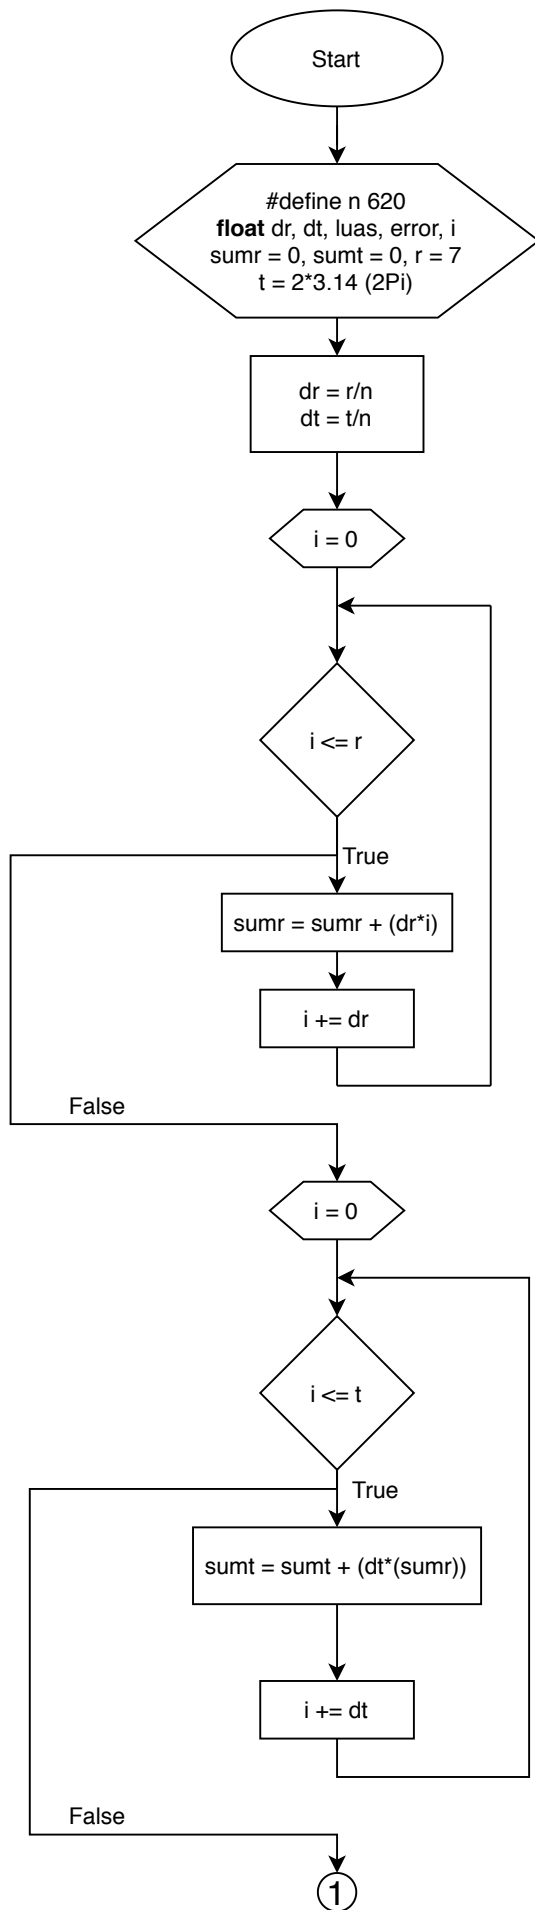 Start
#define n 620
float dr, dt, luas, error, i
sumr = 0, sumt = 0, r = 7
t = 2*3.14 (2Pi)
dr = r/n
dt = t/n
i = 0
i <= r
True
sumr = sumr + (dr*i)
i += dr
False
i = 0
i <= t
True
sumt = sumt + (dt*(sumr))
i += dt
False
1